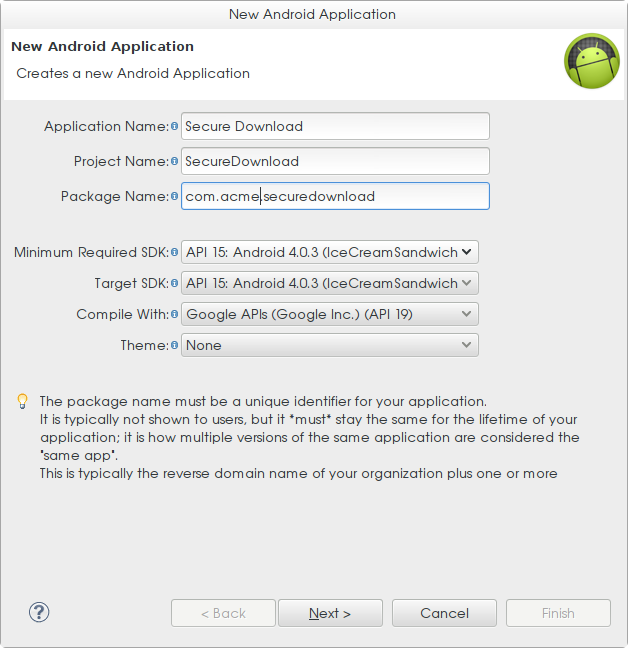 New Android Application
New Android Application
Creates a new Android Application
Application Name: Secure Download
Project Name: SecureDownload
Package Name: com.acme.securedownload
Minimum Required SDK: API 15: Android 4.0.3 (IceCreamSandwich
Target SDK: API 15: Android 4.0.3 (IceCreamSandwich
Compile With: Google APIs (Google Inc.) (API 19)
Theme: None
The package name must be a unique identifier for your application.
It is typically not shown to users, but it *must* stay the same for the lifetime of your
application; it is how multiple versions of the same application are considered the
"same app".
This is typically the reverse domain name of your organization plus one or more
? < Back Next > Cancel Finish